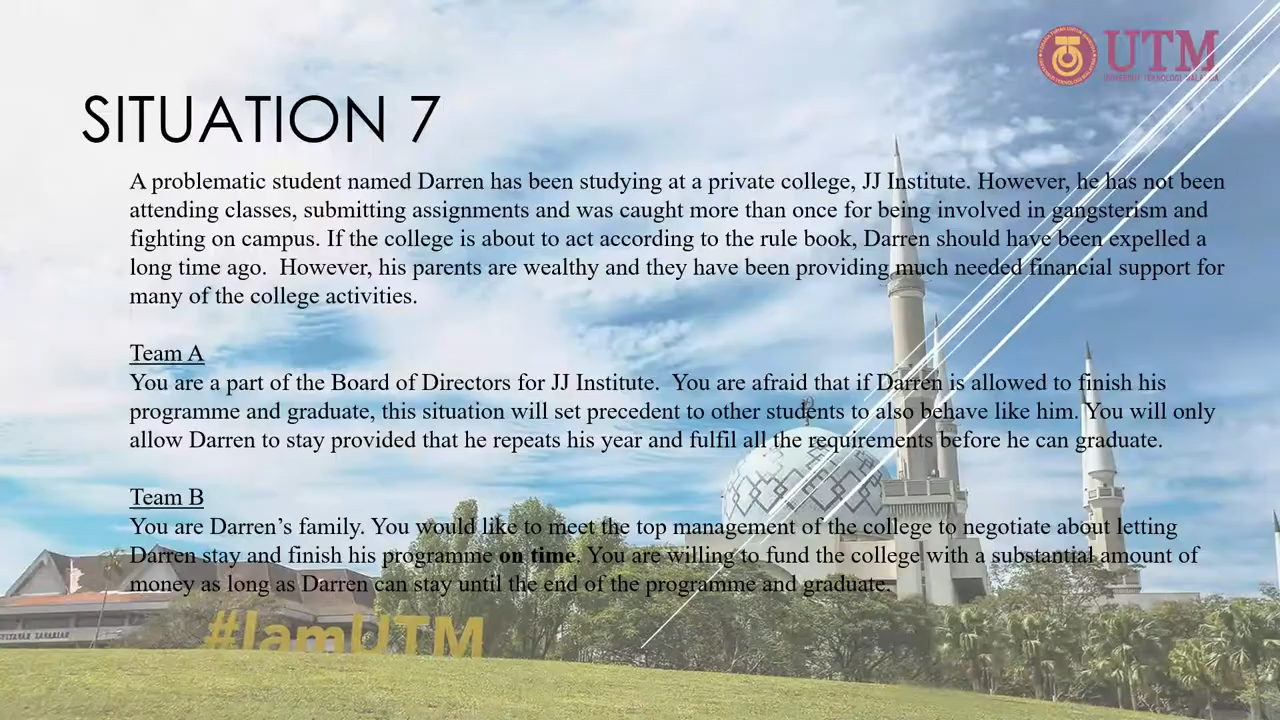 UTM
UNIVERSITI TEKNOLOGI MALAYSIA
SITUATION 7
A problematic student named Darren has been studying at a private college, JJ Institute. However, he has not been
attending classes, submitting assignments and was caught more than once for being involved in gangsterism and
fighting on campus. If the college is about to act according to the rule book, Darren should have been expelled a
long time ago.  However, his parents are wealthy and they have been providing much needed financial support for
many of the college activities.
Team A
You are a part of the Board of Directors for JJ Institute.  You are afraid that if Darren is allowed to finish his
programme and graduate, this situation will set precedent to other students to also behave like him. You will only
allow Darren to stay provided that he repeats his year and fulfil all the requirements before he can graduate.
Team B
You are Darren’s family. You would like to meet the top management of the college to negotiate about letting
Darren stay and finish his programme on time. You are willing to fund the college with a substantial amount of
money as long as Darren can stay until the end of the programme and graduate.
#IamUTM